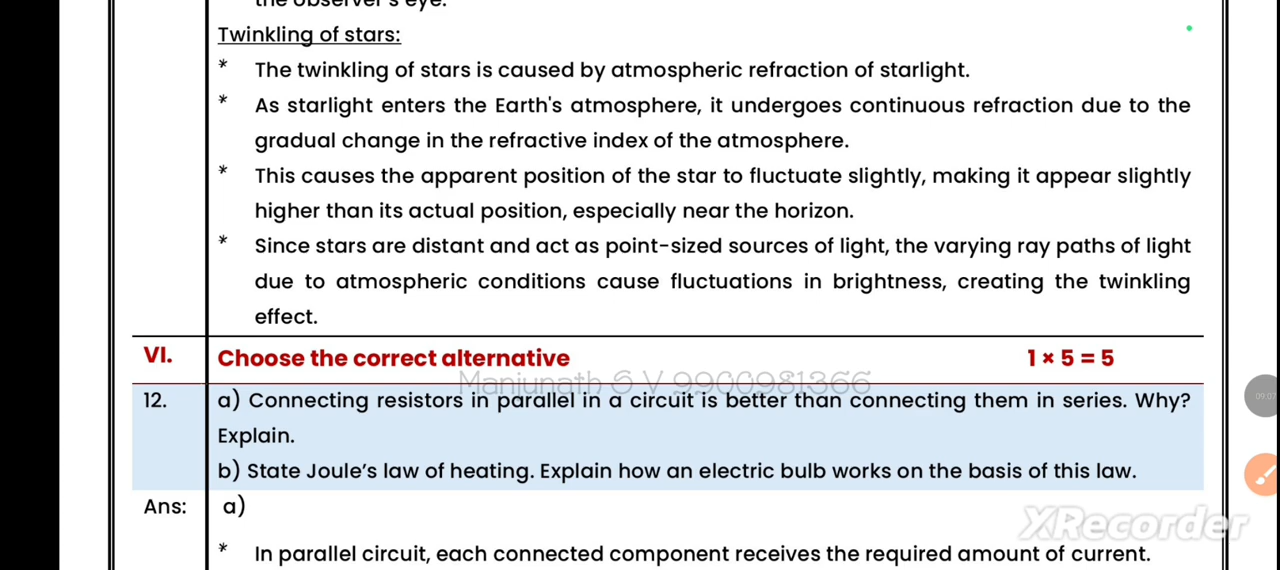 the observer's eye.
Twinkling of stars:
* The twinkling of stars is caused by atmospheric refraction of starlight.
* As starlight enters the Earth's atmosphere, it undergoes continuous refraction due to the
gradual change in the refractive index of the atmosphere.
* This causes the apparent position of the star to fluctuate slightly, making it appear slightly
higher than its actual position, especially near the horizon.
* Since stars are distant and act as point-sized sources of light, the varying ray paths of light
due to atmospheric conditions cause fluctuations in brightness, creating the twinkling
effect.
VI. Choose the correct alternative 1 × 5 = 5
Manjunath S V 9900981366
12. a) Connecting resistors in parallel in a circuit is better than connecting them in series. Why?
Explain.
b) State Joule's law of heating. Explain how an electric bulb works on the basis of this law.
Ans: a)
* In parallel circuit, each connected component receives the required amount of current.
09:07
XRecorder